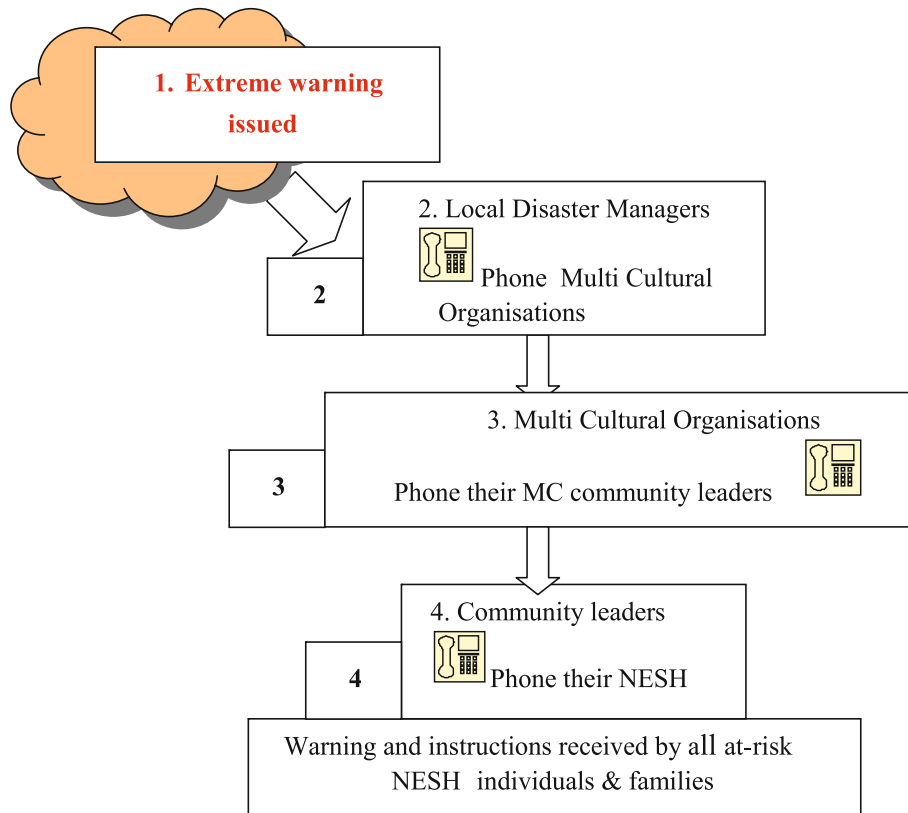 1. Extreme warning
issued
2. Local Disaster Managers
Phone Multi Cultural
Organisations
2
3. Multi Cultural Organisations
Phone their MC community leaders
3
4. Community leaders
Phone their NESH
4
Warning and instructions received by all at-risk
NESH individuals & families